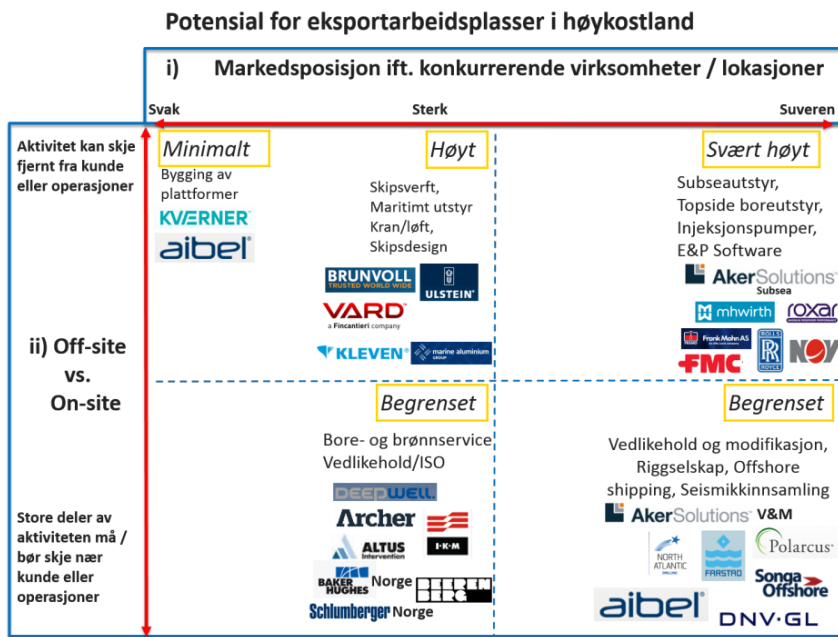 Potensial for eksportarbeidsplasser i høykostland
i) Markedsposisjon ift. konkurrerende virksomheter / lokasjoner
Svak Sterk Suveren
Aktivitet kan skje
fjernt fra kunde
eller operasjoner
ii) Off-site
vs.
On-site
Store deler av
aktiviteten må /
bør skje nær
kunde eller
operasjoner
Minimalt
Bygging av
plattformer
KVÆRNER
aibel
Høyt
Skipsverft,
Maritimt utstyr
Kran/løft,
Skipsdesign
BRUNVOLL
TRUSTED WORLD WIDE
ULSTEIN
VARD
a Fincantieri company
KLEVEN
marine aluminium
GROUP
Svært høyt
Subseautstyr,
Topside boreutstyr,
Injeksjonspumper,
E&P Software
AkerSolutions
Subsea
mhwirth
roxar
Frank Mohn AS
FMC
ROLLS
RR
ROYCE
NOV
Begrenset
Bore- og brønnservice
Vedlikehold/ISO
DEEPWELL
Archer
ALTUS
Intervention
I·K·M
BAKER
HUGHES Norge
BEERENBERG
Schlumberger Norge
Begrenset
Vedlikehold og modifikasjon,
Riggselskap, Offshore
shipping, Seismikkinnsamling
AkerSolutions V&M
NORTH
ATLANTIC
DRILLING
FARSTAD
Polarcus
Songa
Offshore
aibel
DNV·GL